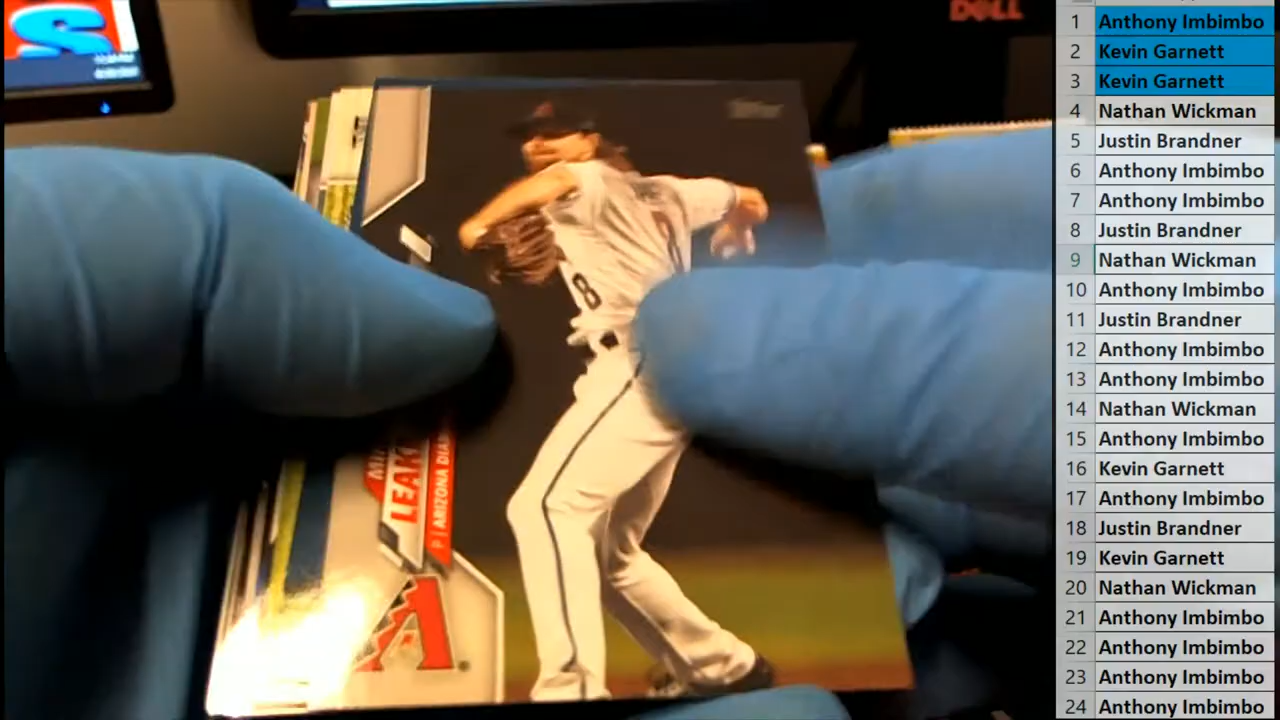 S
DELL
Topps
8
LEAK
P | ARIZONA DIA
A
1 Anthony Imbimbo
2 Kevin Garnett
3 Kevin Garnett
4 Nathan Wickman
5 Justin Brandner
6 Anthony Imbimbo
7 Anthony Imbimbo
8 Justin Brandner
9 Nathan Wickman
10 Anthony Imbimbo
11 Justin Brandner
12 Anthony Imbimbo
13 Anthony Imbimbo
14 Nathan Wickman
15 Anthony Imbimbo
16 Kevin Garnett
17 Anthony Imbimbo
18 Justin Brandner
19 Kevin Garnett
20 Nathan Wickman
21 Anthony Imbimbo
22 Anthony Imbimbo
23 Anthony Imbimbo
24 Anthony Imbimbo